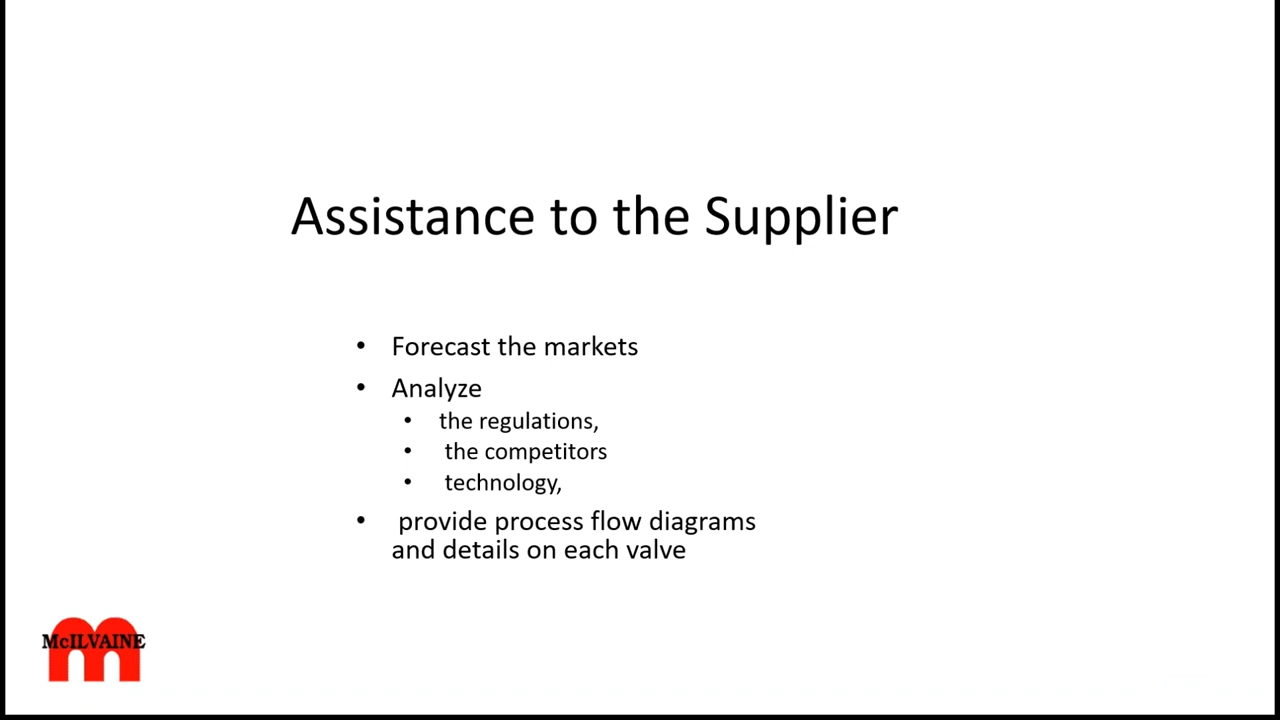 Assistance to the Supplier
• Forecast the markets
• Analyze
• the regulations,
• the competitors
• technology,
• provide process flow diagrams
and details on each valve
McILVAINE